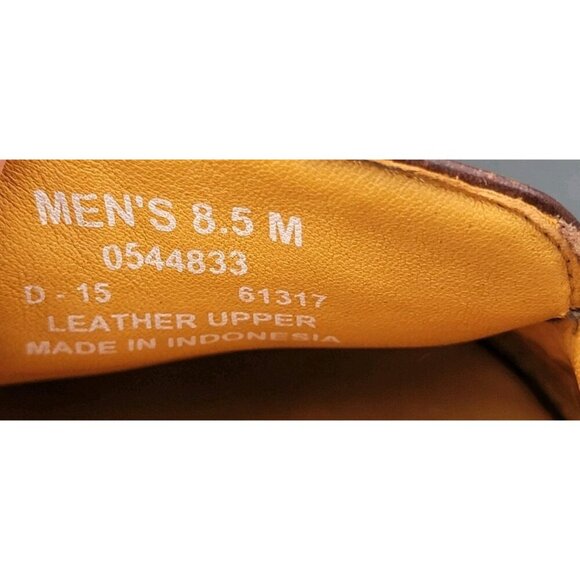 MEN'S 8.5 M
0544833
D - 15 61317
LEATHER UPPER
MADE IN INDONESIA